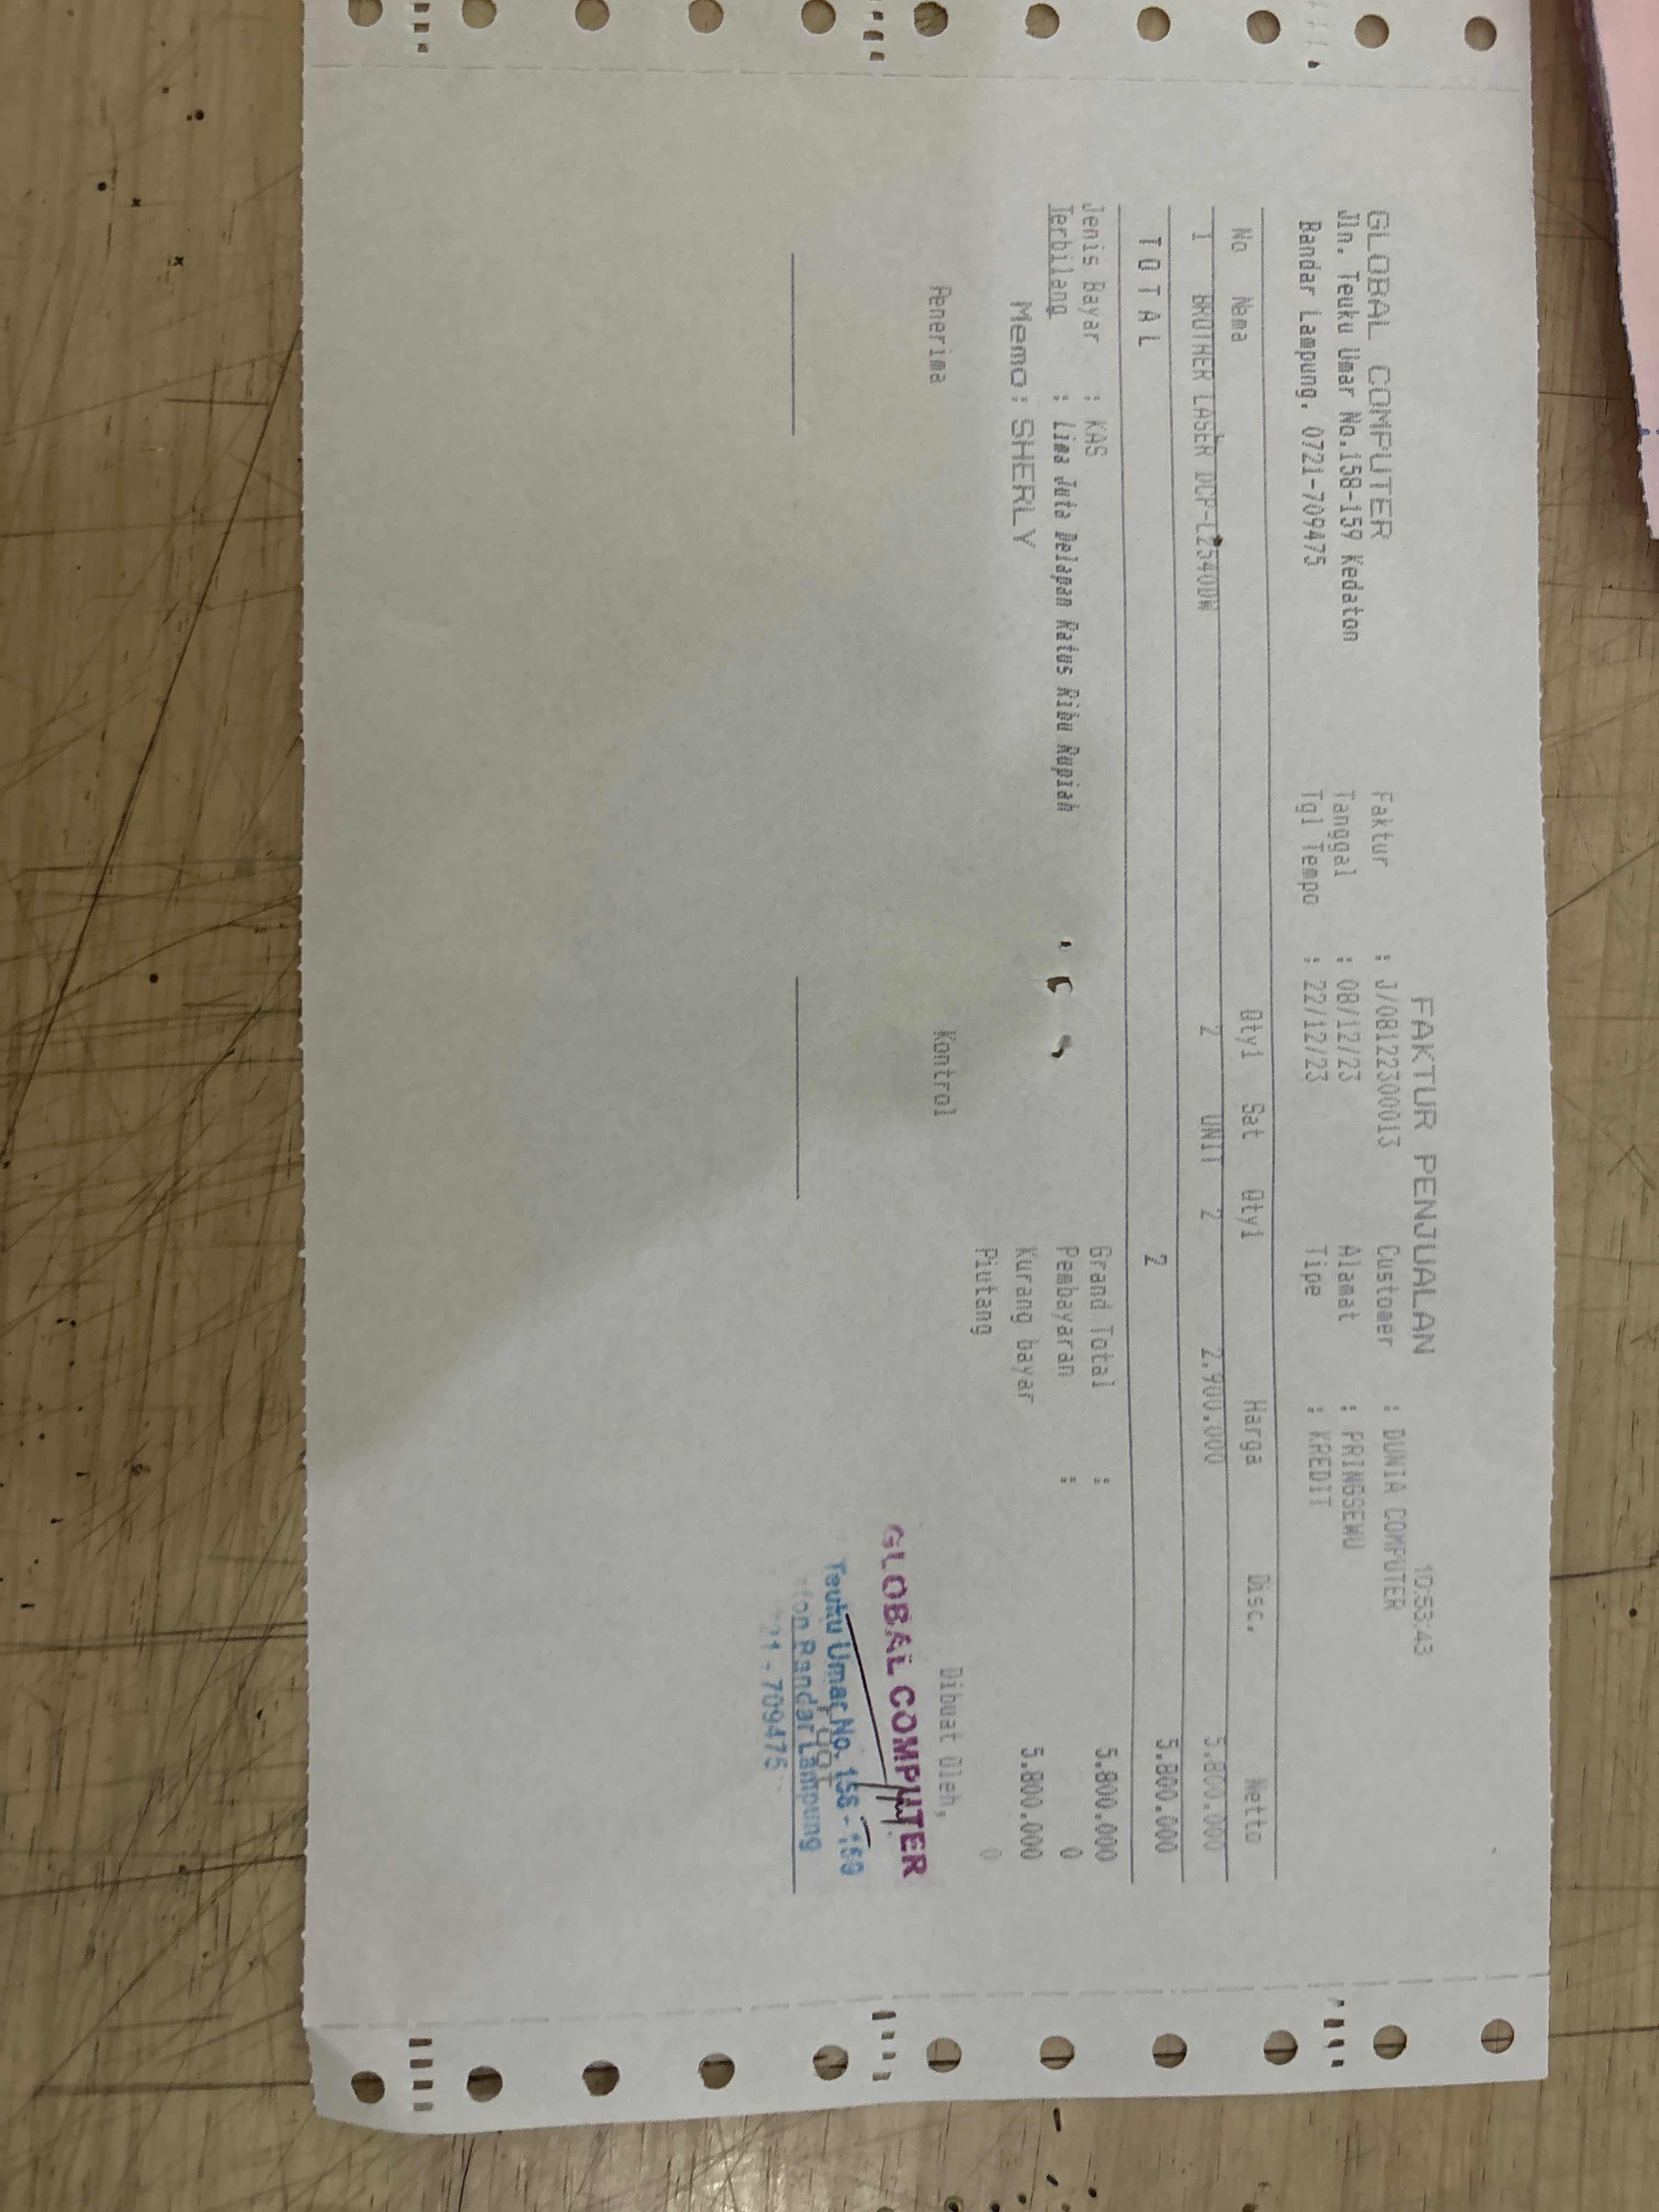 FAKTUR PENJUALAN 10:53:43
GLOBAL COMPUTER Faktur : J/08122300013 Customer : DUNIA COMPUTER
Jln. Teuku Umar No.158-159 Kedaton Tanggal : 08/12/23 Alamat : PRINGSEWU
Bandar Lampung. 0721-709475 Tgl Tempo : 22/12/23 Tipe : KREDIT
No Nama Qty1 Sat Qty1 Harga Disc. Netto
1 BROTHER LASER DCP-L2540DW 2 UNIT 2 2.900.000 5.800.000
T O T A L 2 5.800.000
Jenis Bayar : KAS Grand Total : 5.800.000
Terbilang : Lima Juta Delapan Ratus Ribu Rupiah Pembayaran : 0
Memo : SHERLY Kurang bayar 5.800.000
Piutang 0
Penerima Kontrol Dibuat Oleh,
GLOBAL COMPUTER
Teuku Umar No. 158 - 159
Bandar Lampung
21 - 709475